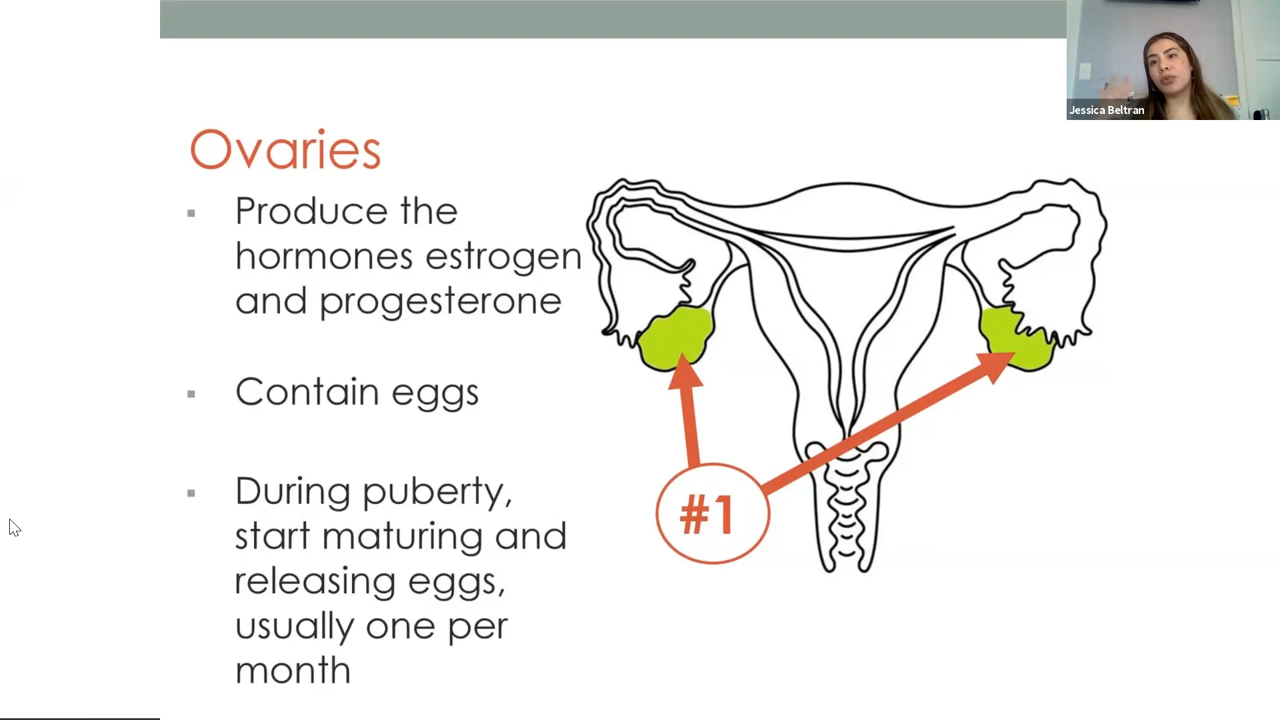 Jessica Beltran
Ovaries
▪ Produce the
hormones estrogen
and progesterone
▪ Contain eggs
▪ During puberty,
start maturing and
releasing eggs,
usually one per
month
#1